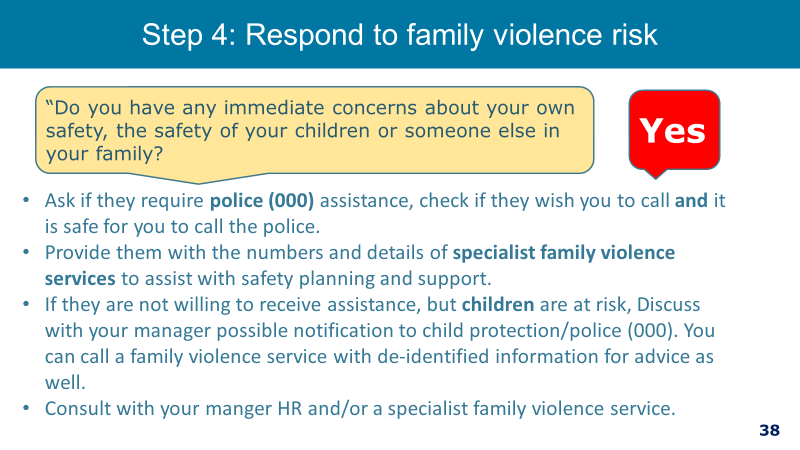 Step 4: Respond to family violence risk
“Do you have any immediate concerns about your own
safety, the safety of your children or someone else in
your family?
Yes
• Ask if they require police (000) assistance, check if they wish you to call and it
is safe for you to call the police.
• Provide them with the numbers and details of specialist family violence
services to assist with safety planning and support.
• If they are not willing to receive assistance, but children are at risk, Discuss
with your manager possible notification to child protection/police (000). You
can call a family violence service with de-identified information for advice as
well.
• Consult with your manger HR and/or a specialist family violence service.
38